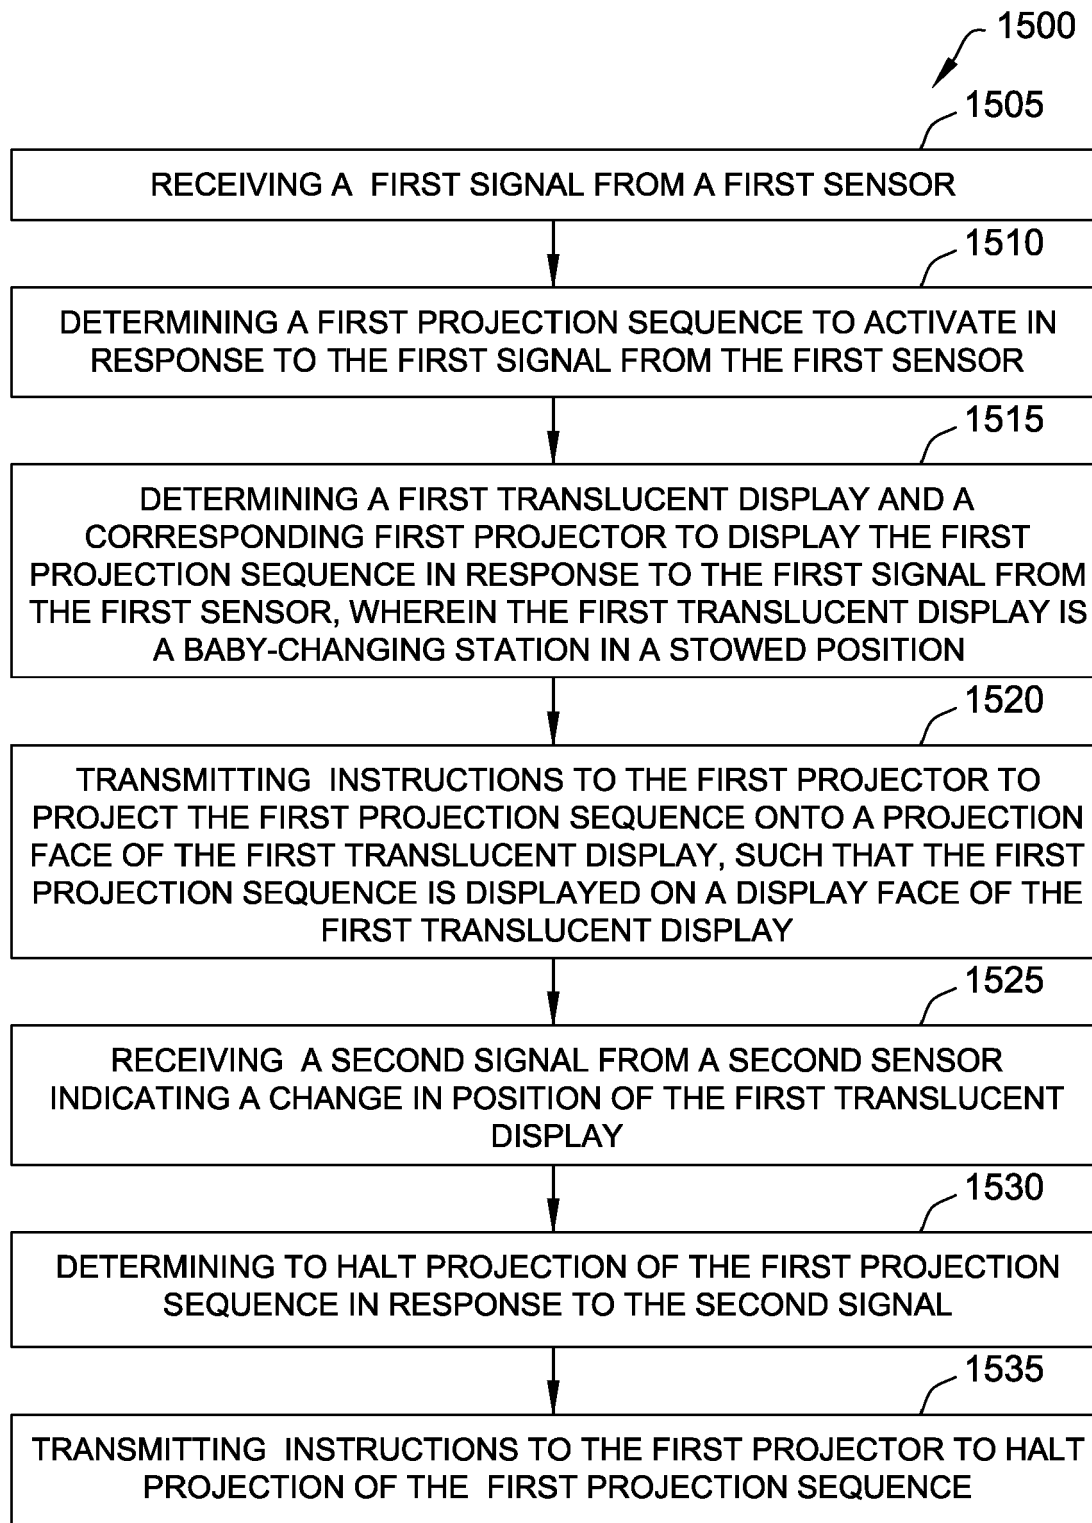 1500
1505
RECEIVING A FIRST SIGNAL FROM A FIRST SENSOR
1510
DETERMINING A FIRST PROJECTION SEQUENCE TO ACTIVATE IN
RESPONSE TO THE FIRST SIGNAL FROM THE FIRST SENSOR
1515
DETERMINING A FIRST TRANSLUCENT DISPLAY AND A
CORRESPONDING FIRST PROJECTOR TO DISPLAY THE FIRST
PROJECTION SEQUENCE IN RESPONSE TO THE FIRST SIGNAL FROM
THE FIRST SENSOR, WHEREIN THE FIRST TRANSLUCENT DISPLAY IS
A BABY-CHANGING STATION IN A STOWED POSITION
1520
TRANSMITTING INSTRUCTIONS TO THE FIRST PROJECTOR TO
PROJECT THE FIRST PROJECTION SEQUENCE ONTO A PROJECTION
FACE OF THE FIRST TRANSLUCENT DISPLAY, SUCH THAT THE FIRST
PROJECTION SEQUENCE IS DISPLAYED ON A DISPLAY FACE OF THE
FIRST TRANSLUCENT DISPLAY
1525
RECEIVING A SECOND SIGNAL FROM A SECOND SENSOR
INDICATING A CHANGE IN POSITION OF THE FIRST TRANSLUCENT
DISPLAY
1530
DETERMINING TO HALT PROJECTION OF THE FIRST PROJECTION
SEQUENCE IN RESPONSE TO THE SECOND SIGNAL
1535
TRANSMITTING INSTRUCTIONS TO THE FIRST PROJECTOR TO HALT
PROJECTION OF THE FIRST PROJECTION SEQUENCE